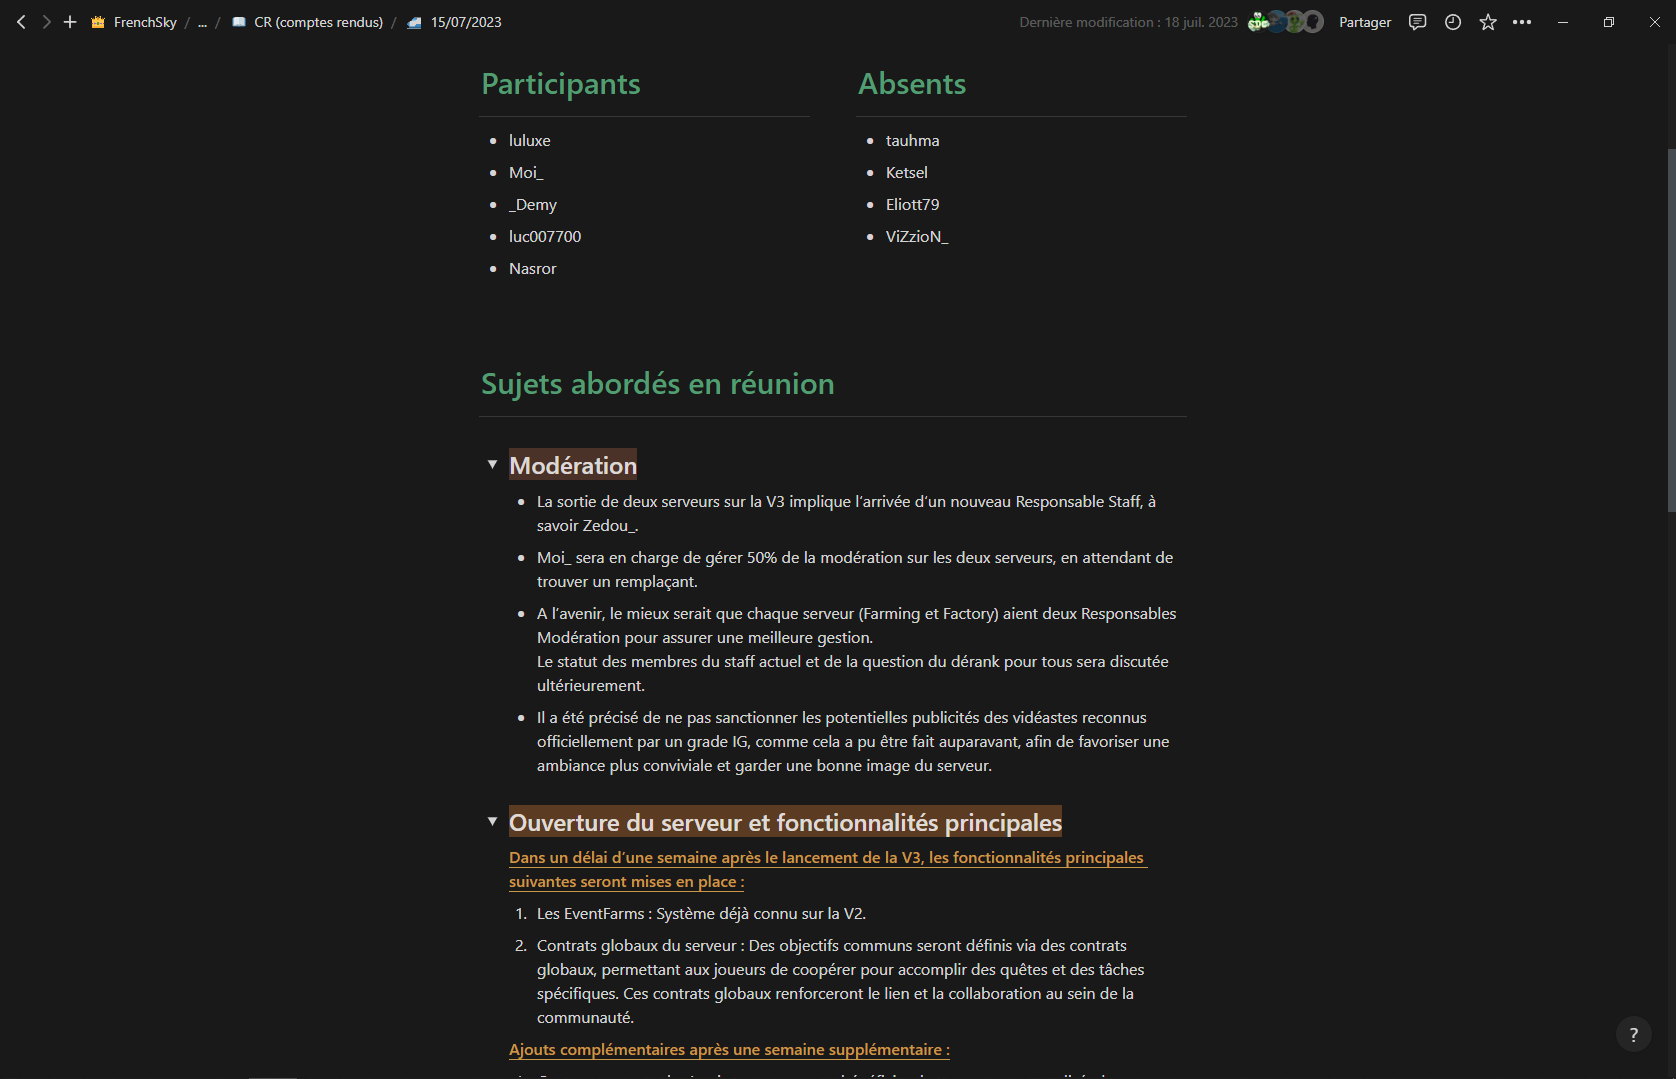 FrenchSky / ... / CR (comptes rendus) / 15/07/2023
Dernière modification : 18 juil. 2023
Partager
Participants
luluxe
Moi_
_Demy
luc007700
Nasror
Absents
tauhma
Ketsel
Eliott79
ViZzioN_
Sujets abordés en réunion
Modération
La sortie de deux serveurs sur la V3 implique l'arrivée d'un nouveau Responsable Staff, à
savoir Zedou_.
Moi_ sera en charge de gérer 50% de la modération sur les deux serveurs, en attendant de
trouver un remplaçant.
A l'avenir, le mieux serait que chaque serveur (Farming et Factory) aient deux Responsables
Modération pour assurer une meilleure gestion.
Le statut des membres du staff actuel et de la question du dérank pour tous sera discutée
ultérieurement.
Il a été précisé de ne pas sanctionner les potentielles publicités des vidéastes reconnus
officiellement par un grade IG, comme cela a pu être fait auparavant, afin de favoriser une
ambiance plus conviviale et garder une bonne image du serveur.
Ouverture du serveur et fonctionnalités principales
Dans un délai d'une semaine après le lancement de la V3, les fonctionnalités principales
suivantes seront mises en place :
1. Les EventFarms : Système déjà connu sur la V2.
2. Contrats globaux du serveur : Des objectifs communs seront définis via des contrats
globaux, permettant aux joueurs de coopérer pour accomplir des quêtes et des tâches
spécifiques. Ces contrats globaux renforceront le lien et la collaboration au sein de la
communauté.
Ajouts complémentaires après une semaine supplémentaire :
?